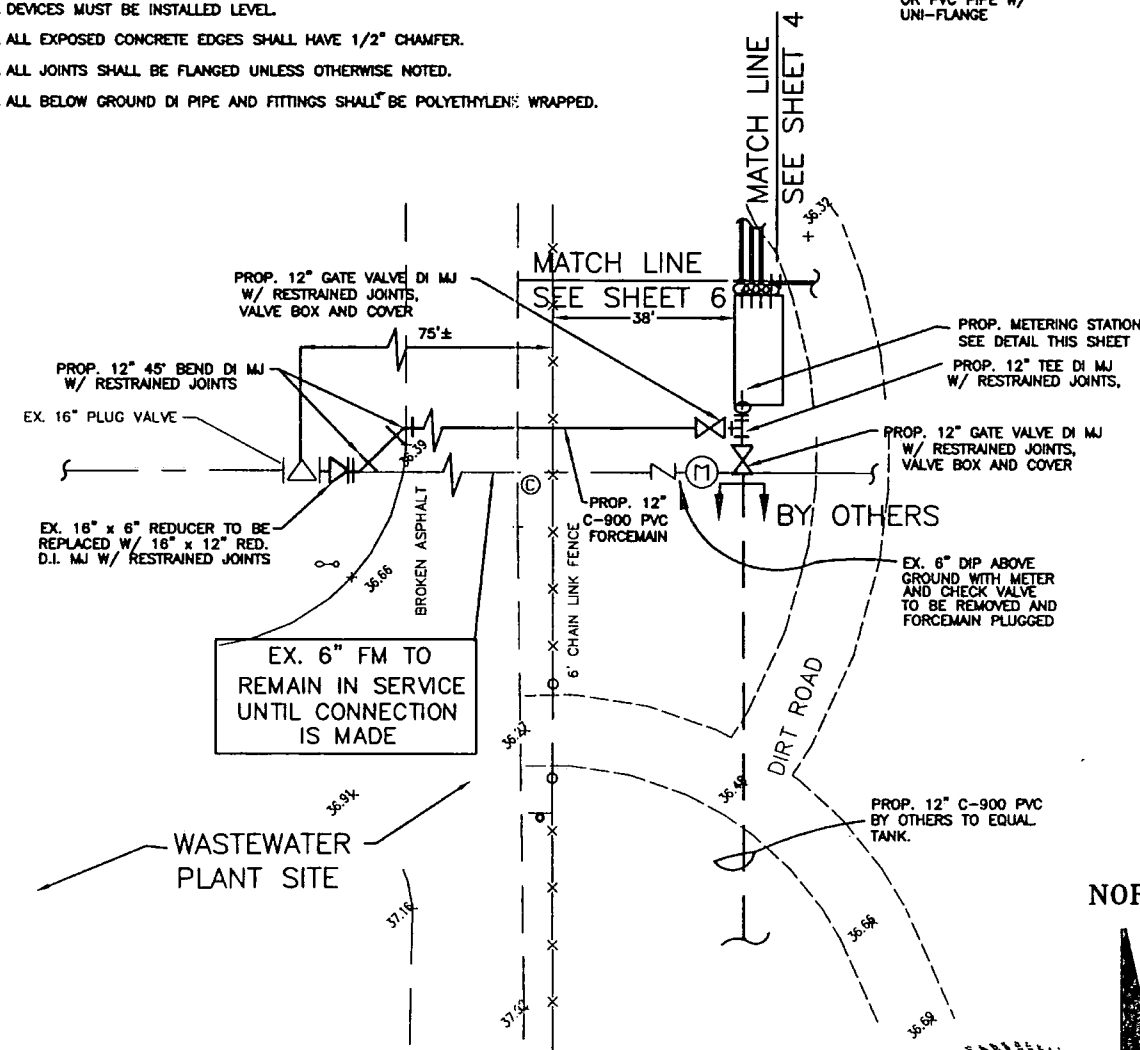 DEVICES MUST BE INSTALLED LEVEL.
ALL EXPOSED CONCRETE EDGES SHALL HAVE 1/2" CHAMFER.
ALL JOINTS SHALL BE FLANGED UNLESS OTHERWISE NOTED.
ALL BELOW GROUND DI PIPE AND FITTINGS SHALL BE POLYETHYLENE WRAPPED.
OR PVC PIPE W/
UNI-FLANGE
MATCH LINE
SEE SHEET 4
36.32
MATCH LINE
SEE SHEET 6
38'
PROP. 12" GATE VALVE DI MJ
W/ RESTRAINED JOINTS,
VALVE BOX AND COVER
75'±
PROP. 12" 45° BEND DI MJ
W/ RESTRAINED JOINTS
EX. 16" PLUG VALVE
36.39
EX. 16" x 6" REDUCER TO BE
REPLACED W/ 16" x 12" RED.
D.I. MJ W/ RESTRAINED JOINTS
PROP. METERING STATION
SEE DETAIL THIS SHEET
PROP. 12" TEE DI MJ
W/ RESTRAINED JOINTS,
PROP. 12" GATE VALVE DI MJ
W/ RESTRAINED JOINTS,
VALVE BOX AND COVER
C
M
PROP. 12"
C-900 PVC
FORCEMAIN
BY OTHERS
EX. 6" DIP ABOVE
GROUND WITH METER
AND CHECK VALVE
TO BE REMOVED AND
FORCEMAIN PLUGGED
36.66
BROKEN ASPHALT
6' CHAIN LINK FENCE
EX. 6" FM TO
REMAIN IN SERVICE
UNTIL CONNECTION
IS MADE
DIRT ROAD
36.91
WASTEWATER
PLANT SITE
PROP. 12" C-900 PVC
BY OTHERS TO EQUAL
TANK.
37.16
36.66
36.69
NOR